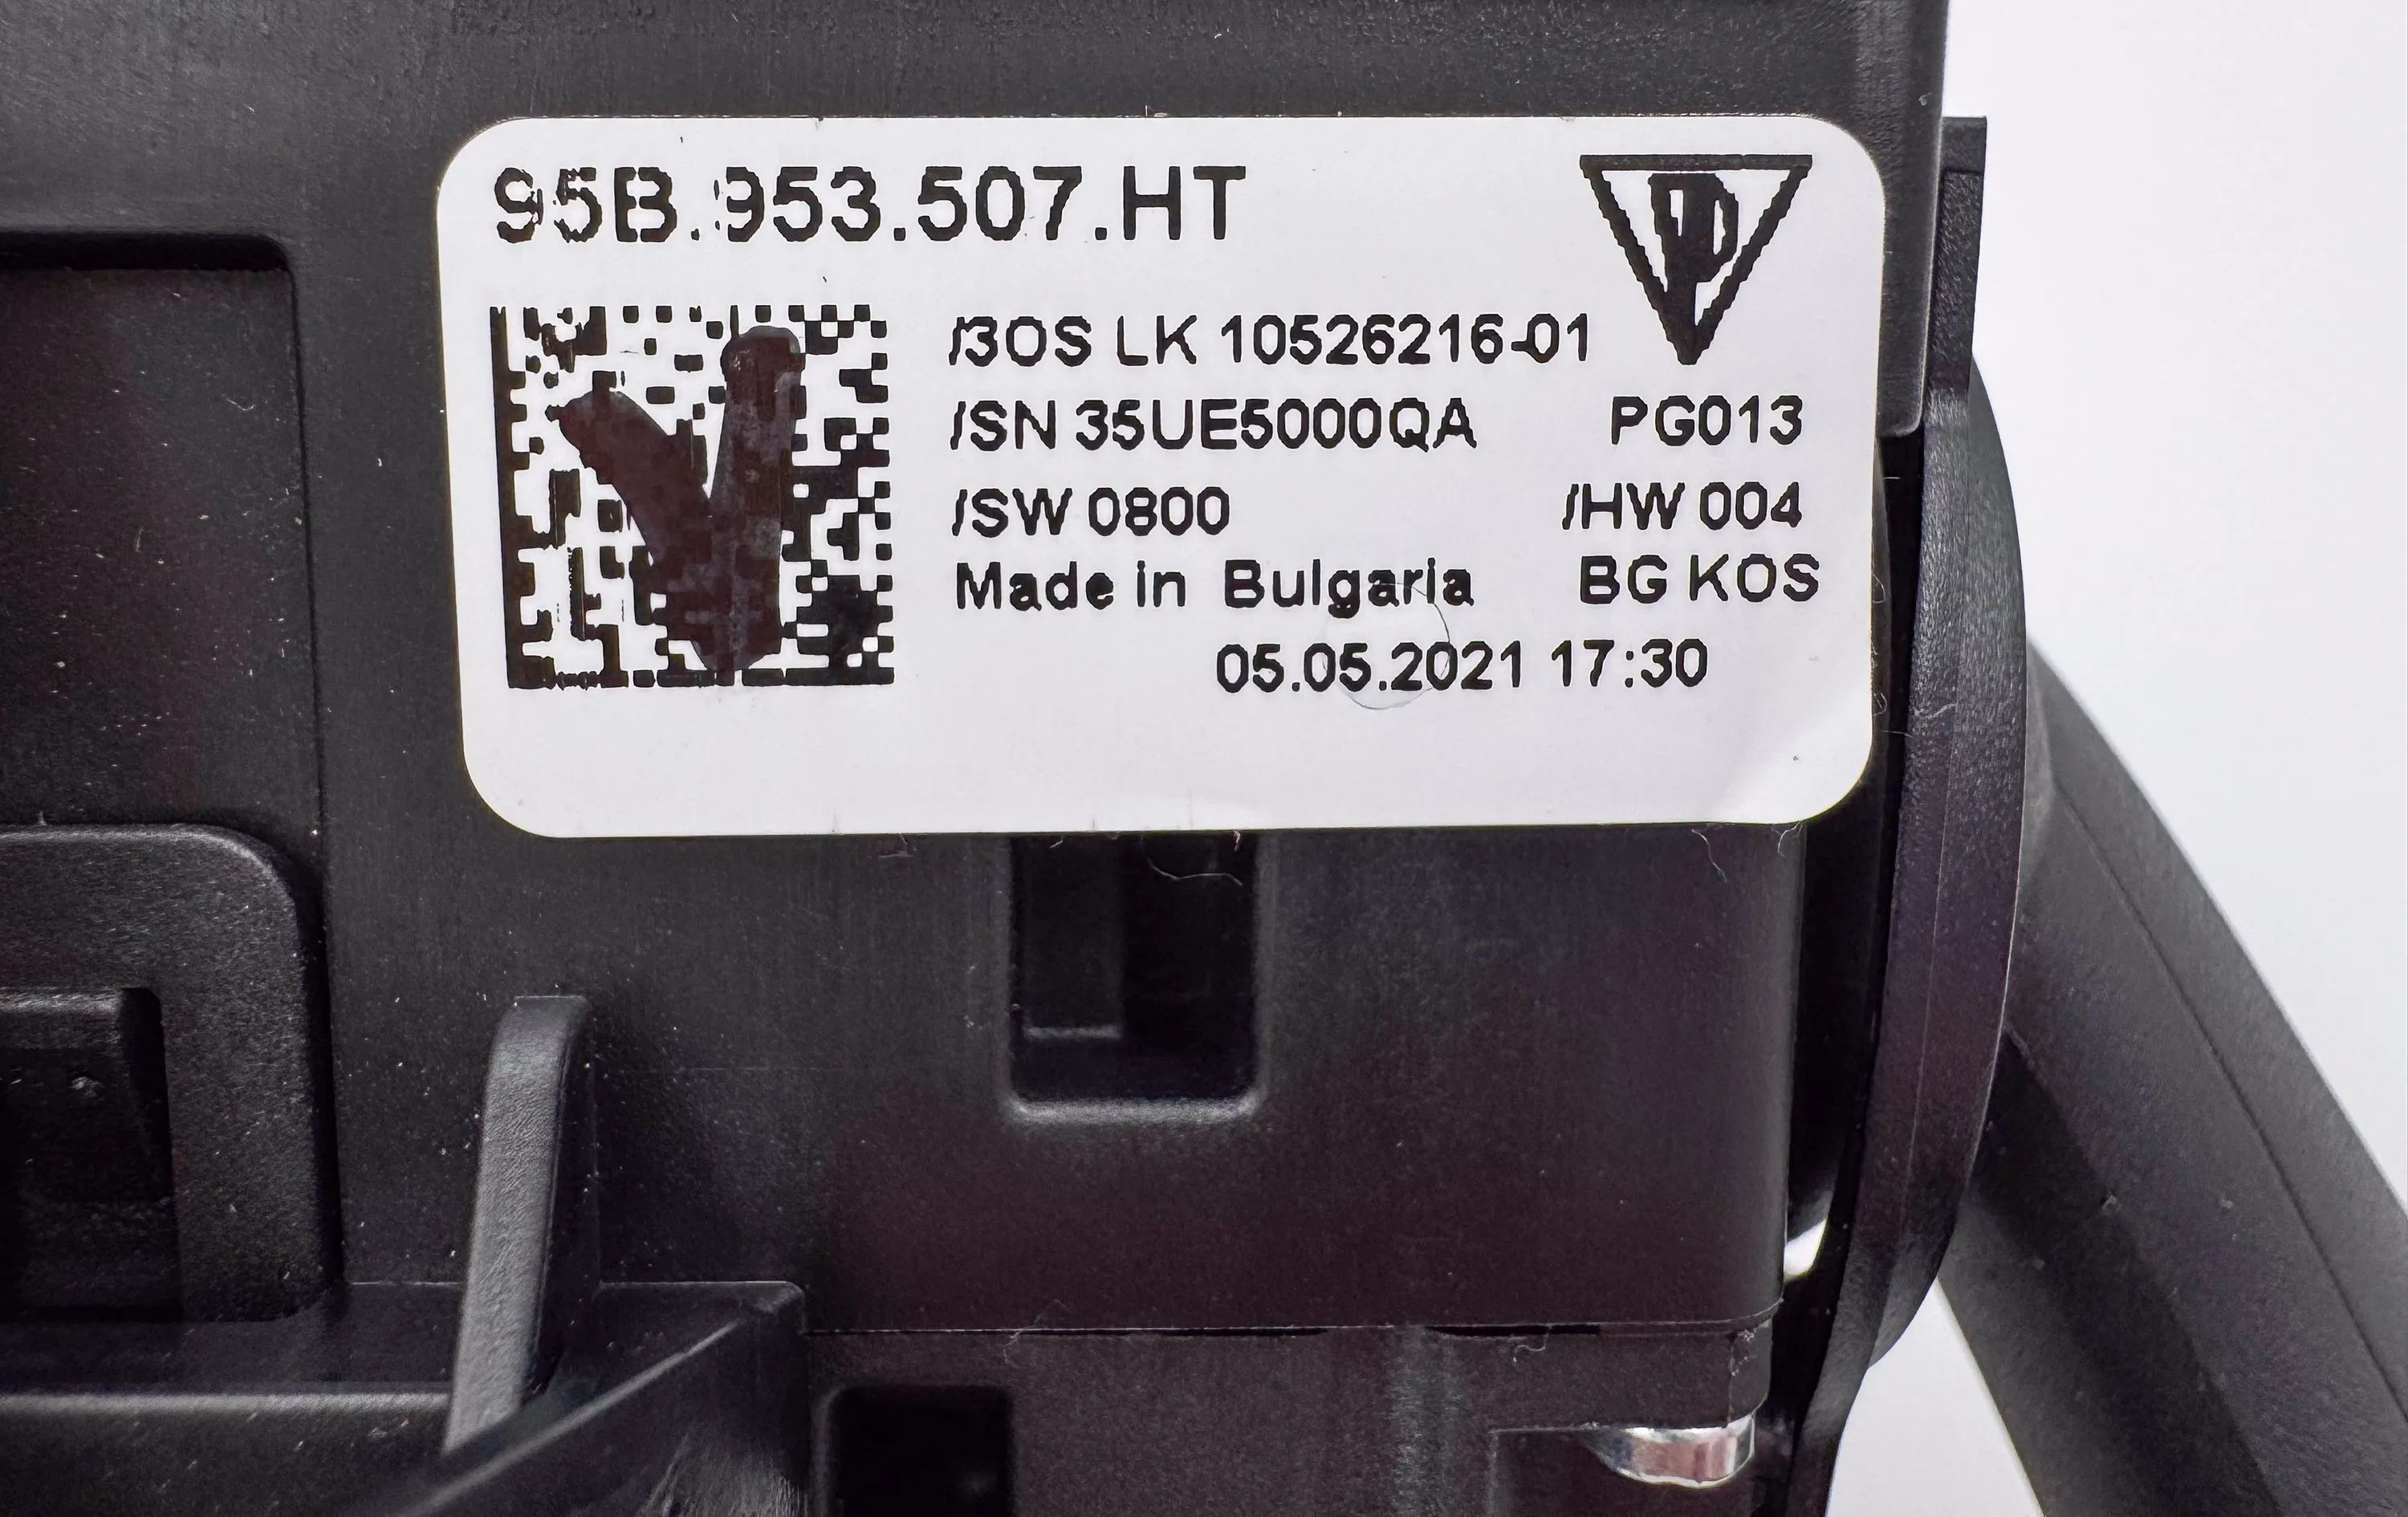 95B.953.507.HT
/3OS LK 10526216-01
/SN 35UE5000QA PG013
/SW 0800 /HW 004
Made in Bulgaria BG KOS
05.05.2021 17:30